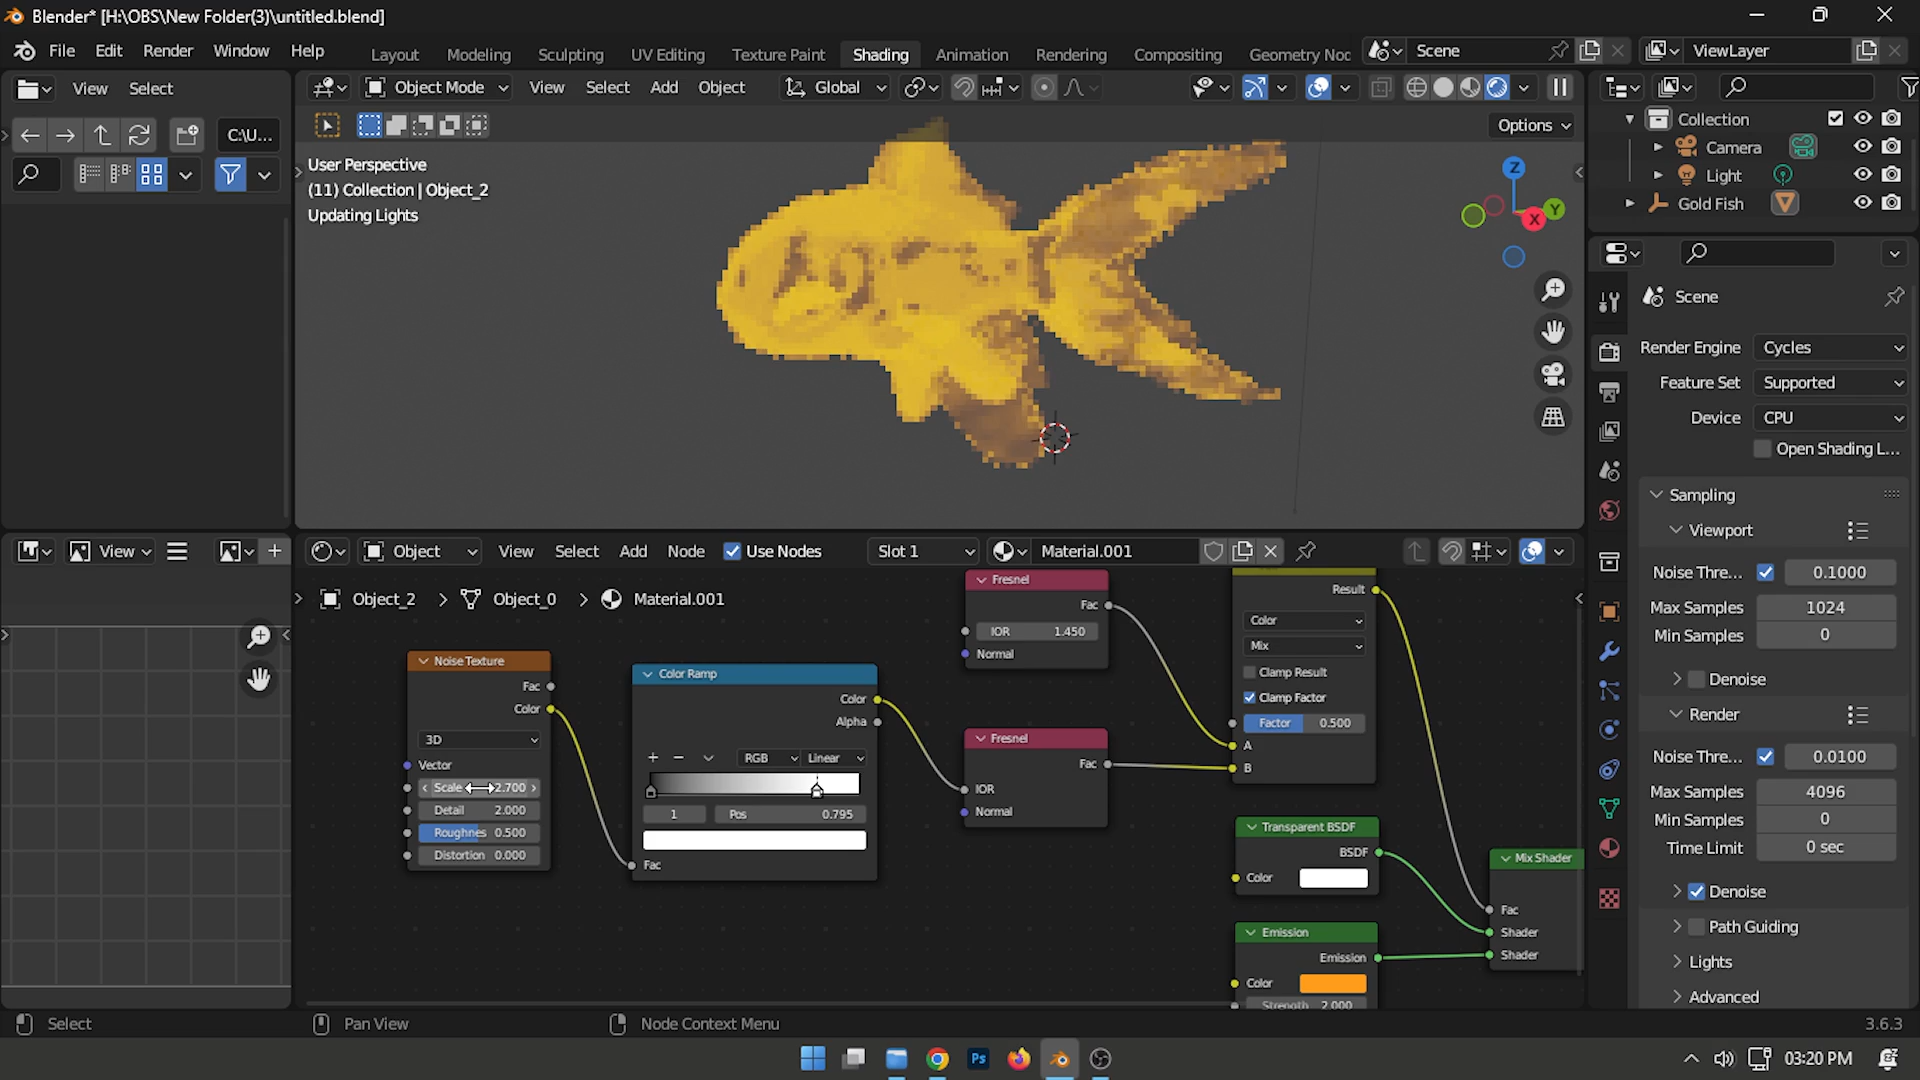 Blender* [H:\OBS\New Folder(3)\untitled.blend]
File Edit Render Window Help
Layout Modeling Sculpting UV Editing Texture Paint Shading Animation Rendering Compositing Geometry Noc
Scene
ViewLayer
View Select
C:\U...
Object Mode View Select Add Object Global
Options
User Perspective
(11) Collection | Object_2
Updating Lights
Z
Y
X
Collection
Camera
Light
Gold Fish
Scene
Render Engine Cycles
Feature Set Supported
Device CPU
Open Shading L...
Sampling
Viewport
Noise Thre... 0.1000
Max Samples 1024
Min Samples 0
Denoise
Render
Noise Thre... 0.0100
Max Samples 4096
Min Samples 0
Time Limit 0 sec
Denoise
Path Guiding
Lights
Advanced
View
Object View Select Add Node Use Nodes Slot 1 Material.001
Object_2 Object_0 Material.001
Noise Texture
Fac
Color
3D
Vector
Scale 2.700
Detail 2.000
Roughnes 0.500
Distortion 0.000
Color Ramp
Color
Alpha
RGB Linear
1 Pos 0.795
Fac
Fresnel
Fac
IOR 1.450
Normal
Fresnel
Fac
IOR
Normal
Result
Color
Mix
Clamp Result
Clamp Factor
Factor 0.500
A
B
Transparent BSDF
BSDF
Color
Emission
Emission
Color
Strength 2.000
Mix Shader
Fac
Shader
Shader
Select
Pan View
Node Context Menu
3.6.3
Ps
03:20 PM